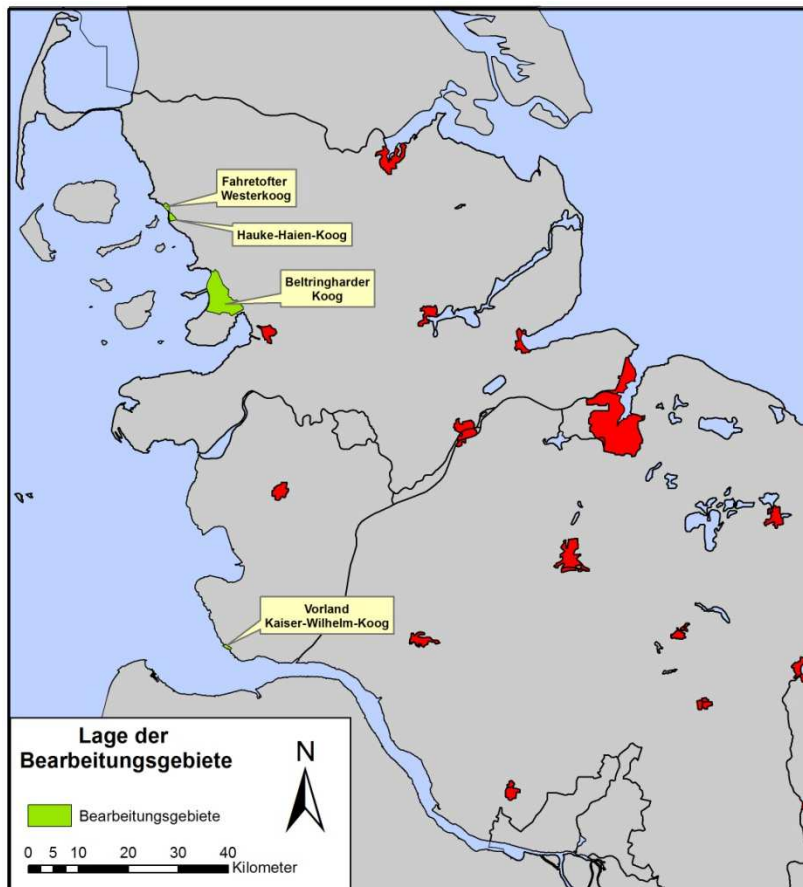 Fahretofter
Westerkoog
Hauke-Haien-Koog
Beltringharder
Koog
Vorland
Kaiser-Wilhelm-Koog
Lage der
Bearbeitungsgebiete
N
Bearbeitungsgebiete
0 5 10 20 30 40
Kilometer